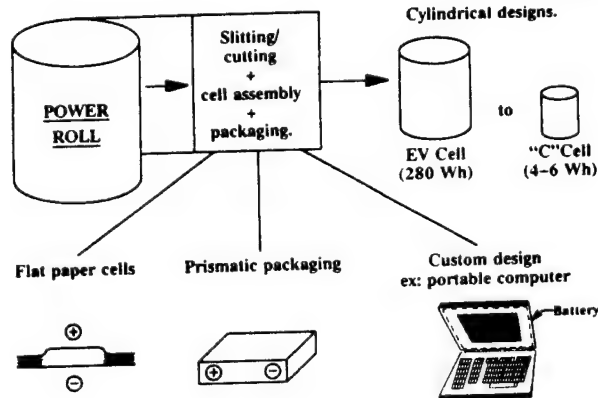 Cylindrical designs.
POWER
ROLL
Slitting/
cutting
+
cell assembly
+
packaging.
to
EV Cell
(280 Wh)
"C"Cell
(4–6 Wh)
Flat paper cells
Prismatic packaging
Custom design
ex: portable computer
Battery
+
−
+ −